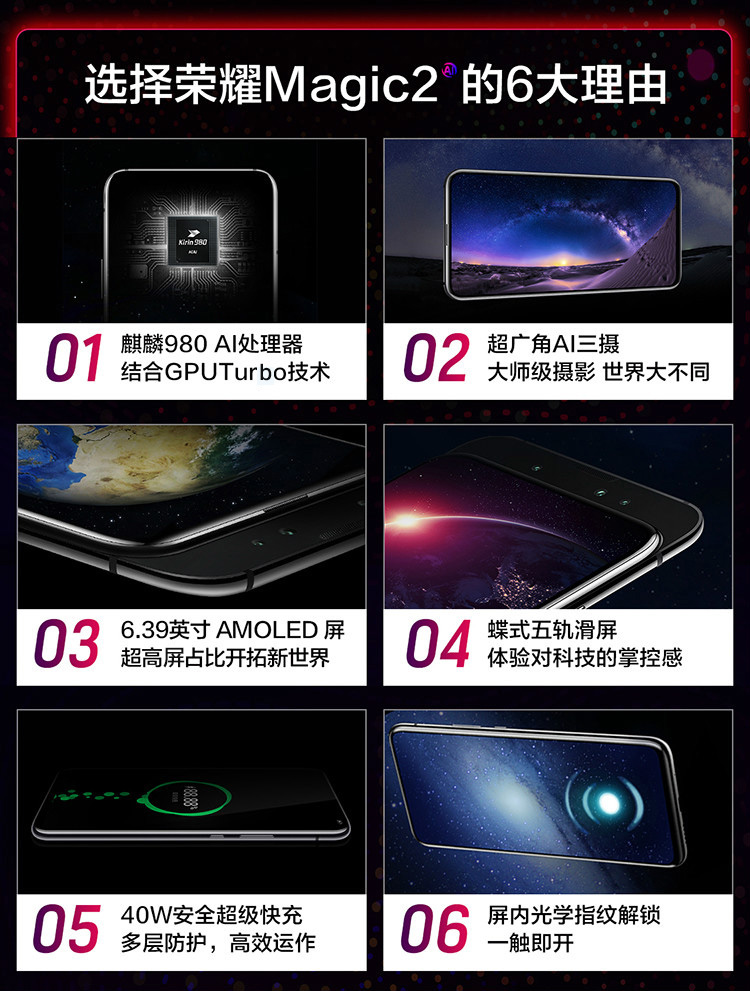 选择荣耀Magic2 AI 的6大理由
Kirin 980
01
麒麟980 AI处理器
结合GPUTurbo技术
02
超广角AI三摄
大师级摄影 世界大不同
03
6.39英寸 AMOLED 屏
超高屏占比开拓新世界
04
蝶式五轨滑屏
体验对科技的掌控感
05
40W安全超级快充
多层防护，高效运作
06
屏内光学指纹解锁
一触即开